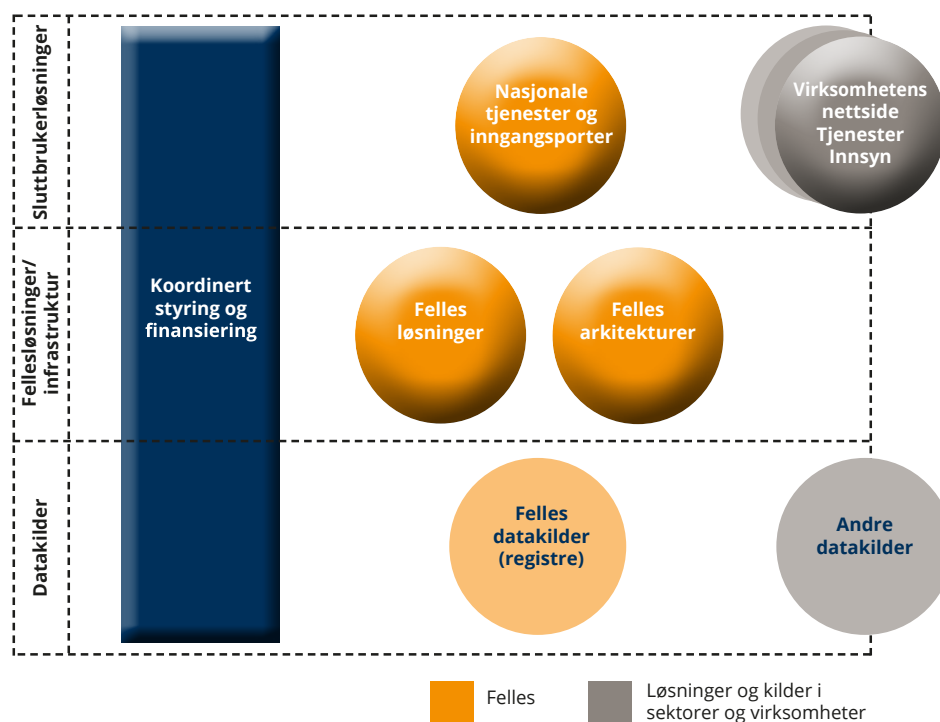 Sluttbrukerløsninger
Nasjonale
tjenester og
inngangsporter
Virksomhetens
nettside
Tjenester
Innsyn
Fellesløsninger/
infrastruktur
Koordinert
styring og
finansiering
Felles
løsninger
Felles
arkitekturer
Datakilder
Felles
datakilder
(registre)
Andre
datakilder
Felles
Løsninger og kilder i
sektorer og virksomheter